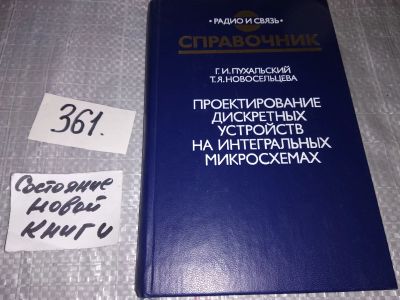 • РАДИО И СВЯЗЬ •
СПРАВОЧНИК
Г.И.ПУХАЛЬСКИЙ
Т.Я.НОВОСЕЛЬЦЕВА
ПРОЕКТИРОВАНИЕ
ДИСКРЕТНЫХ
УСТРОЙСТВ
НА ИНТЕГРАЛЬНЫХ
МИКРОСХЕМАХ
361.
Состояние
новой
книги